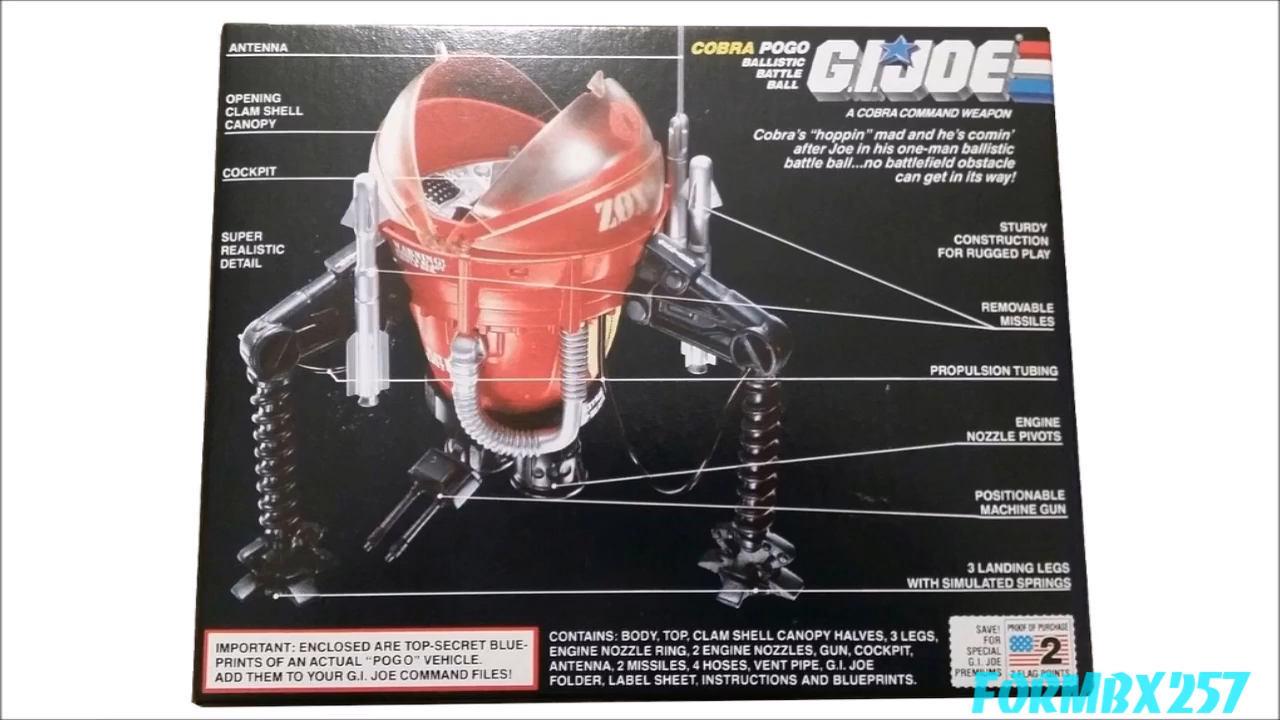 ANTENNA
OPENING
CLAM SHELL
CANOPY
COCKPIT
SUPER
REALISTIC
DETAIL
COBRA POGO
BALLISTIC
BATTLE
BALL
G.I. JOE
A COBRA COMMAND WEAPON
Cobra's "hoppin" mad and he's comin'
after Joe in his one-man ballistic
battle ball...no battlefield obstacle
can get in its way!
STURDY
CONSTRUCTION
FOR RUGGED PLAY
REMOVABLE
MISSILES
PROPULSION TUBING
ENGINE
NOZZLE PIVOTS
POSITIONABLE
MACHINE GUN
3 LANDING LEGS
WITH SIMULATED SPRINGS
IMPORTANT: ENCLOSED ARE TOP-SECRET BLUE-
PRINTS OF AN ACTUAL "POGO" VEHICLE.
ADD THEM TO YOUR G.I. JOE COMMAND FILES!
CONTAINS: BODY, TOP, CLAM SHELL CANOPY HALVES, 3 LEGS,
ENGINE NOZZLE RING, 2 ENGINE NOZZLES, GUN, COCKPIT,
ANTENNA, 2 MISSILES, 4 HOSES, VENT PIPE, G.I. JOE
FOLDER, LABEL SHEET, INSTRUCTIONS AND BLUEPRINTS.
SAVE!
FOR
SPECIAL
G.I. JOE
PREMIUMS
PROOF OF PURCHASE
2
FLAG POINTS
FORMBX257